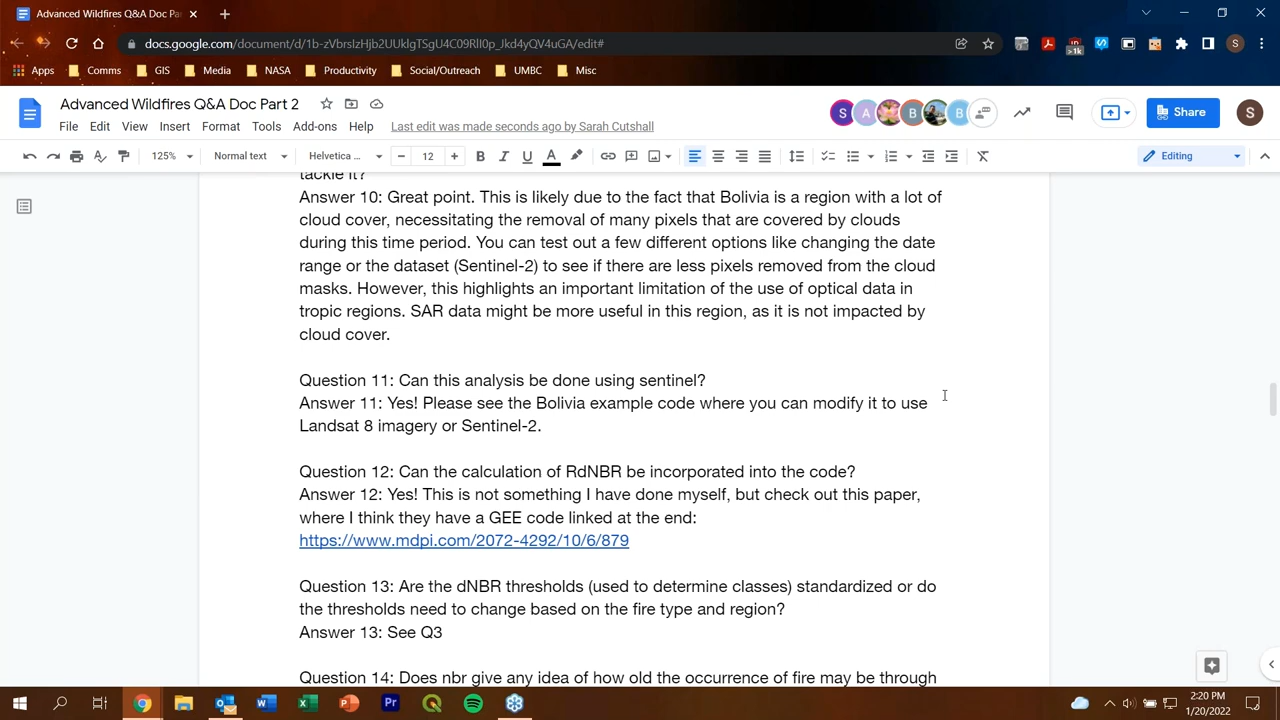 Advanced Wildfires Q&A Doc Pa
docs.google.com/document/d/1b-zVbrsIzHjb2UUklgTSgU4C09RlI0p_Jkd4yQV4uGA/edit#
>1k
S
Apps Comms GIS Media NASA Productivity Social/Outreach UMBC Misc
Advanced Wildfires Q&A Doc Part 2
S A B B
Share
S
File Edit View Insert Format Tools Add-ons Help Last edit was made seconds ago by Sarah Cutshall
125% Normal text Helvetica ... 12 B I U A Editing
tackle it?
Answer 10: Great point. This is likely due to the fact that Bolivia is a region with a lot of
cloud cover, necessitating the removal of many pixels that are covered by clouds
during this time period. You can test out a few different options like changing the date
range or the dataset (Sentinel-2) to see if there are less pixels removed from the cloud
masks. However, this highlights an important limitation of the use of optical data in
tropic regions. SAR data might be more useful in this region, as it is not impacted by
cloud cover.
Question 11: Can this analysis be done using sentinel?
Answer 11: Yes! Please see the Bolivia example code where you can modify it to use
Landsat 8 imagery or Sentinel-2.
Question 12: Can the calculation of RdNBR be incorporated into the code?
Answer 12: Yes! This is not something I have done myself, but check out this paper,
where I think they have a GEE code linked at the end:
https://www.mdpi.com/2072-4292/10/6/879
Question 13: Are the dNBR thresholds (used to determine classes) standardized or do
the thresholds need to change based on the fire type and region?
Answer 13: See Q3
Question 14: Does nbr give any idea of how old the occurrence of fire may be through
2:20 PM
1/20/2022